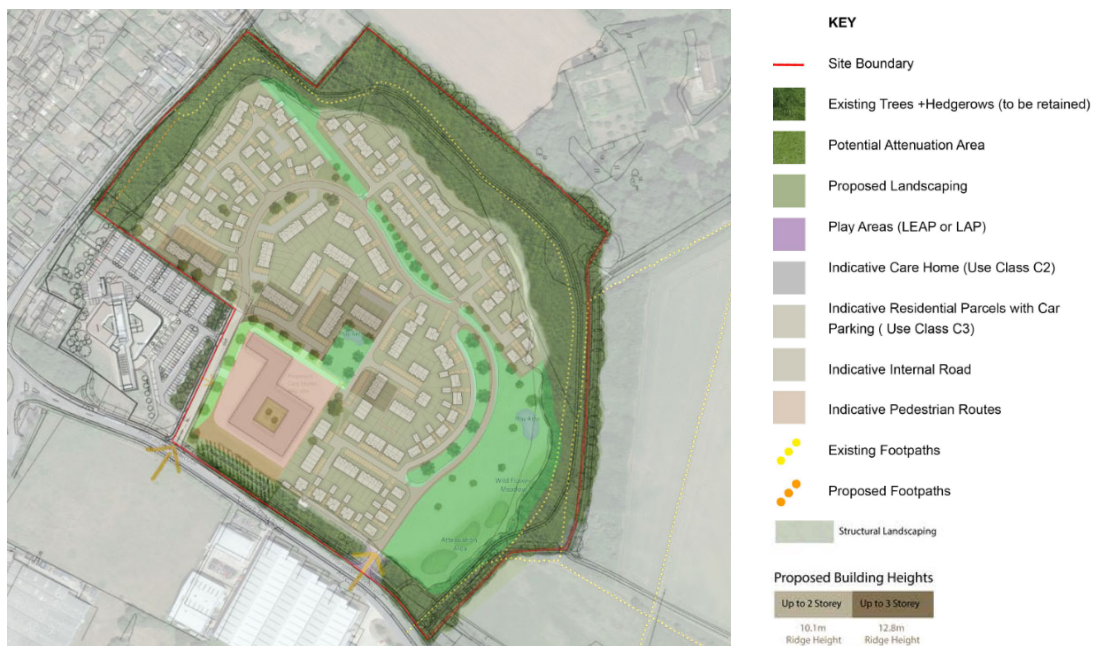 KEY
Site Boundary
Existing Trees +Hedgerows (to be retained)
Potential Attenuation Area
Proposed Landscaping
Play Areas (LEAP or LAP)
Indicative Care Home (Use Class C2)
Indicative Residential Parcels with Car
Parking ( Use Class C3)
Indicative Internal Road
Indicative Pedestrian Routes
Existing Footpaths
Proposed Footpaths
Structural Landscaping
Proposed Building Heights
Up to 2 Storey
Up to 3 Storey
10.1m
Ridge Height
12.8m
Ridge Height
Play Area
Wild Flower
Meadow
Attenuation
Area